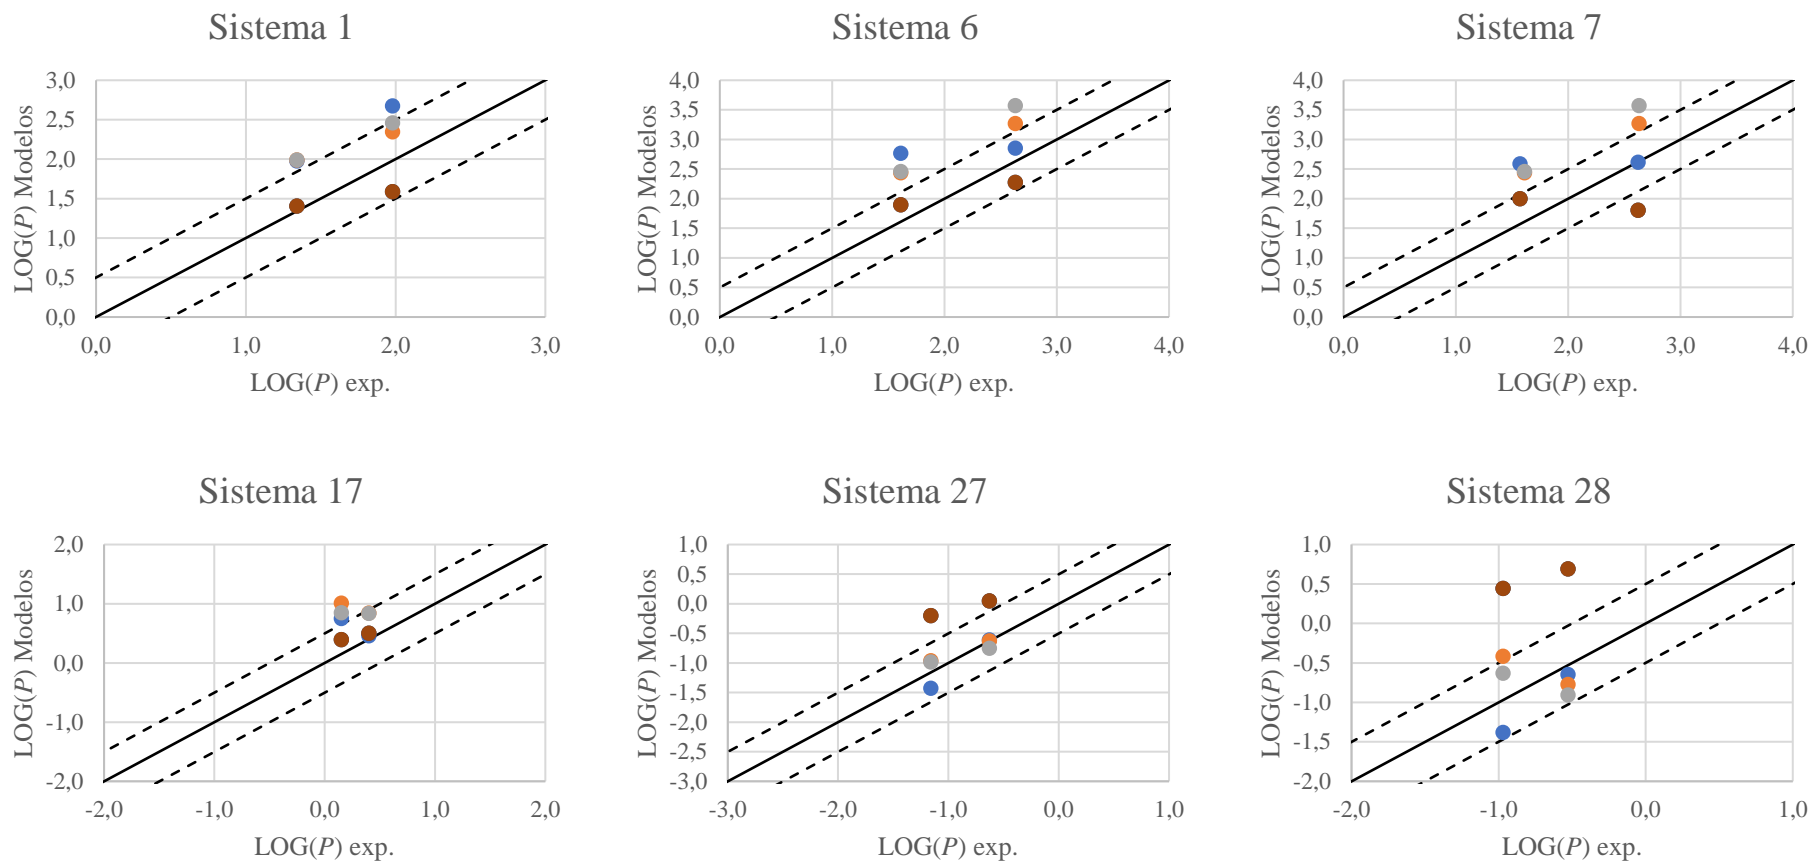 Sistema 1
LOG(P) Modelos
3,0
2,5
2,0
1,5
1,0
0,5
0,0
0,0 1,0 2,0 3,0
LOG(P) exp.
Sistema 6
LOG(P) Modelos
4,0
3,5
3,0
2,5
2,0
1,5
1,0
0,5
0,0
0,0 1,0 2,0 3,0 4,0
LOG(P) exp.
Sistema 7
LOG(P) Modelos
4,0
3,5
3,0
2,5
2,0
1,5
1,0
0,5
0,0
0,0 1,0 2,0 3,0 4,0
LOG(P) exp.
Sistema 17
LOG(P) Modelos
2,0
1,0
0,0
-1,0
-2,0
-2,0 -1,0 0,0 1,0 2,0
LOG(P) exp.
Sistema 27
LOG(P) Modelos
1,0
0,5
0,0
-0,5
-1,0
-1,5
-2,0
-2,5
-3,0
-3,0 -2,0 -1,0 0,0 1,0
LOG(P) exp.
Sistema 28
LOG(P) Modelos
1,0
0,5
0,0
-0,5
-1,0
-1,5
-2,0
-2,0 -1,0 0,0 1,0
LOG(P) exp.